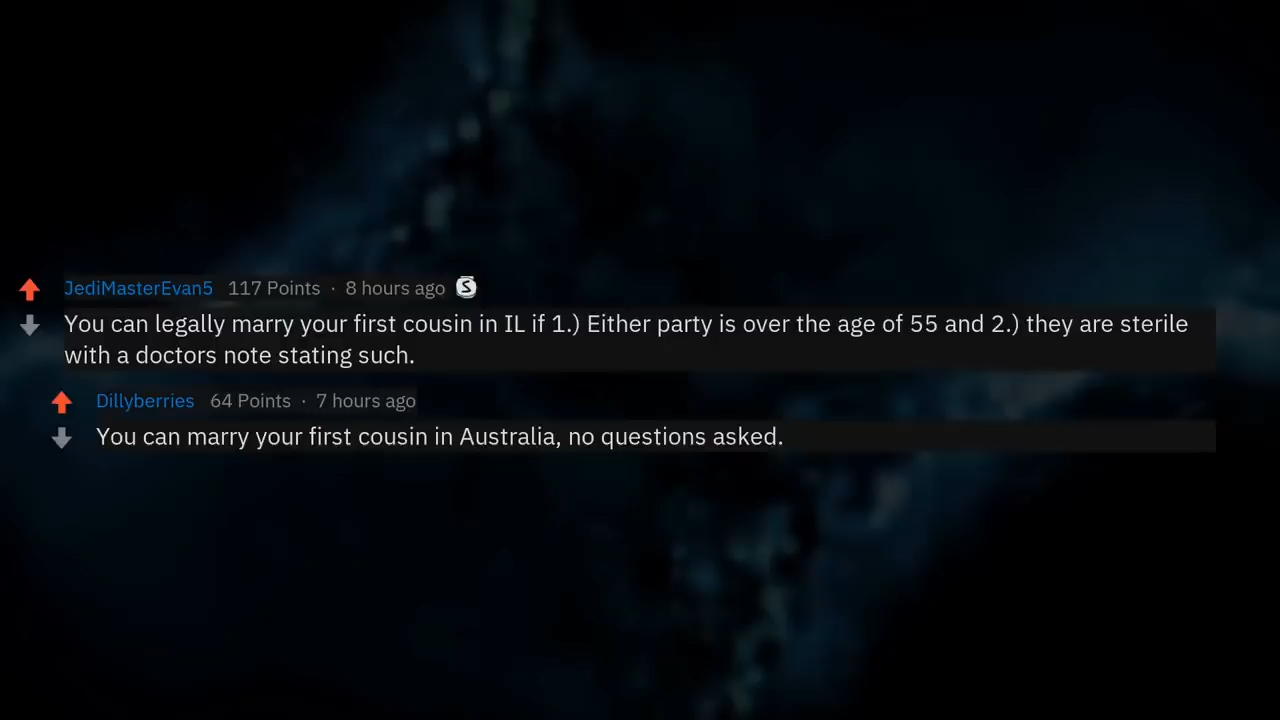 JediMasterEvan5 117 Points · 8 hours ago S
You can legally marry your first cousin in IL if 1.) Either party is over the age of 55 and 2.) they are sterile
with a doctors note stating such.
Dillyberries 64 Points · 7 hours ago
You can marry your first cousin in Australia, no questions asked.